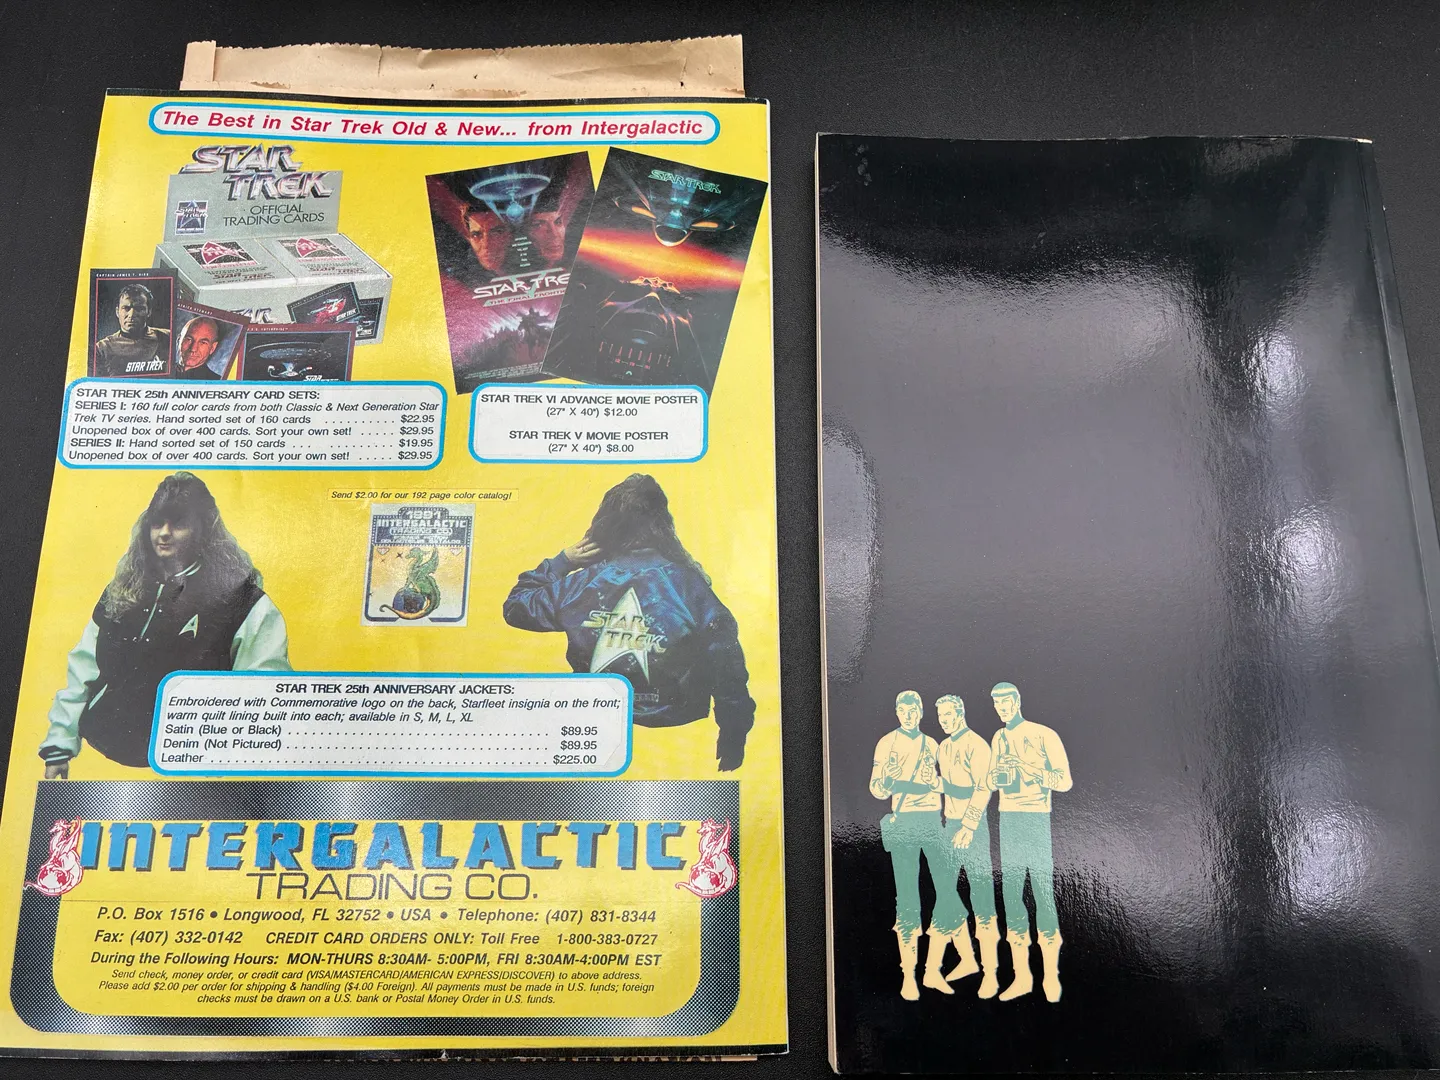 The Best in Star Trek Old & New... from Intergalactic
STAR
TREK
OFFICIAL
TRADING CARDS
CAPTAIN JAMES T. KIRK
STAR TREK
STAR TREK
THE FINAL FRONTIER
STAR TREK
STARDATE
STAR TREK 25th ANNIVERSARY CARD SETS:
SERIES I: 160 full color cards from both Classic & Next Generation Star
Trek TV series. Hand sorted set of 160 cards .......... $22.95
Unopened box of over 400 cards. Sort your own set! ..... $29.95
SERIES II: Hand sorted set of 150 cards .............. $19.95
Unopened box of over 400 cards. Sort your own set! ..... $29.95
STAR TREK VI ADVANCE MOVIE POSTER
(27" X 40") $12.00
STAR TREK V MOVIE POSTER
(27" X 40") $8.00
Send $2.00 for our 192 page color catalog!
1991
INTERGALACTIC
TRADING CO.
STAR
TREK
STAR TREK 25th ANNIVERSARY JACKETS:
Embroidered with Commemorative logo on the back, Starfleet insignia on the front;
warm quilt lining built into each; available in S, M, L, XL
Satin (Blue or Black) .................................... $89.95
Denim (Not Pictured) .................................... $89.95
Leather ................................................ $225.00
INTERGALACTIC
TRADING CO.
P.O. Box 1516 • Longwood, FL 32752 • USA • Telephone: (407) 831-8344
Fax: (407) 332-0142 CREDIT CARD ORDERS ONLY: Toll Free 1-800-383-0727
During the Following Hours: MON-THURS 8:30AM- 5:00PM, FRI 8:30AM-4:00PM EST
Send check, money order, or credit card (VISA/MASTERCARD/AMERICAN EXPRESS/DISCOVER) to above address.
Please add $2.00 per order for shipping & handling ($4.00 Foreign). All payments must be made in U.S. funds; foreign
checks must be drawn on a U.S. bank or Postal Money Order in U.S. funds.